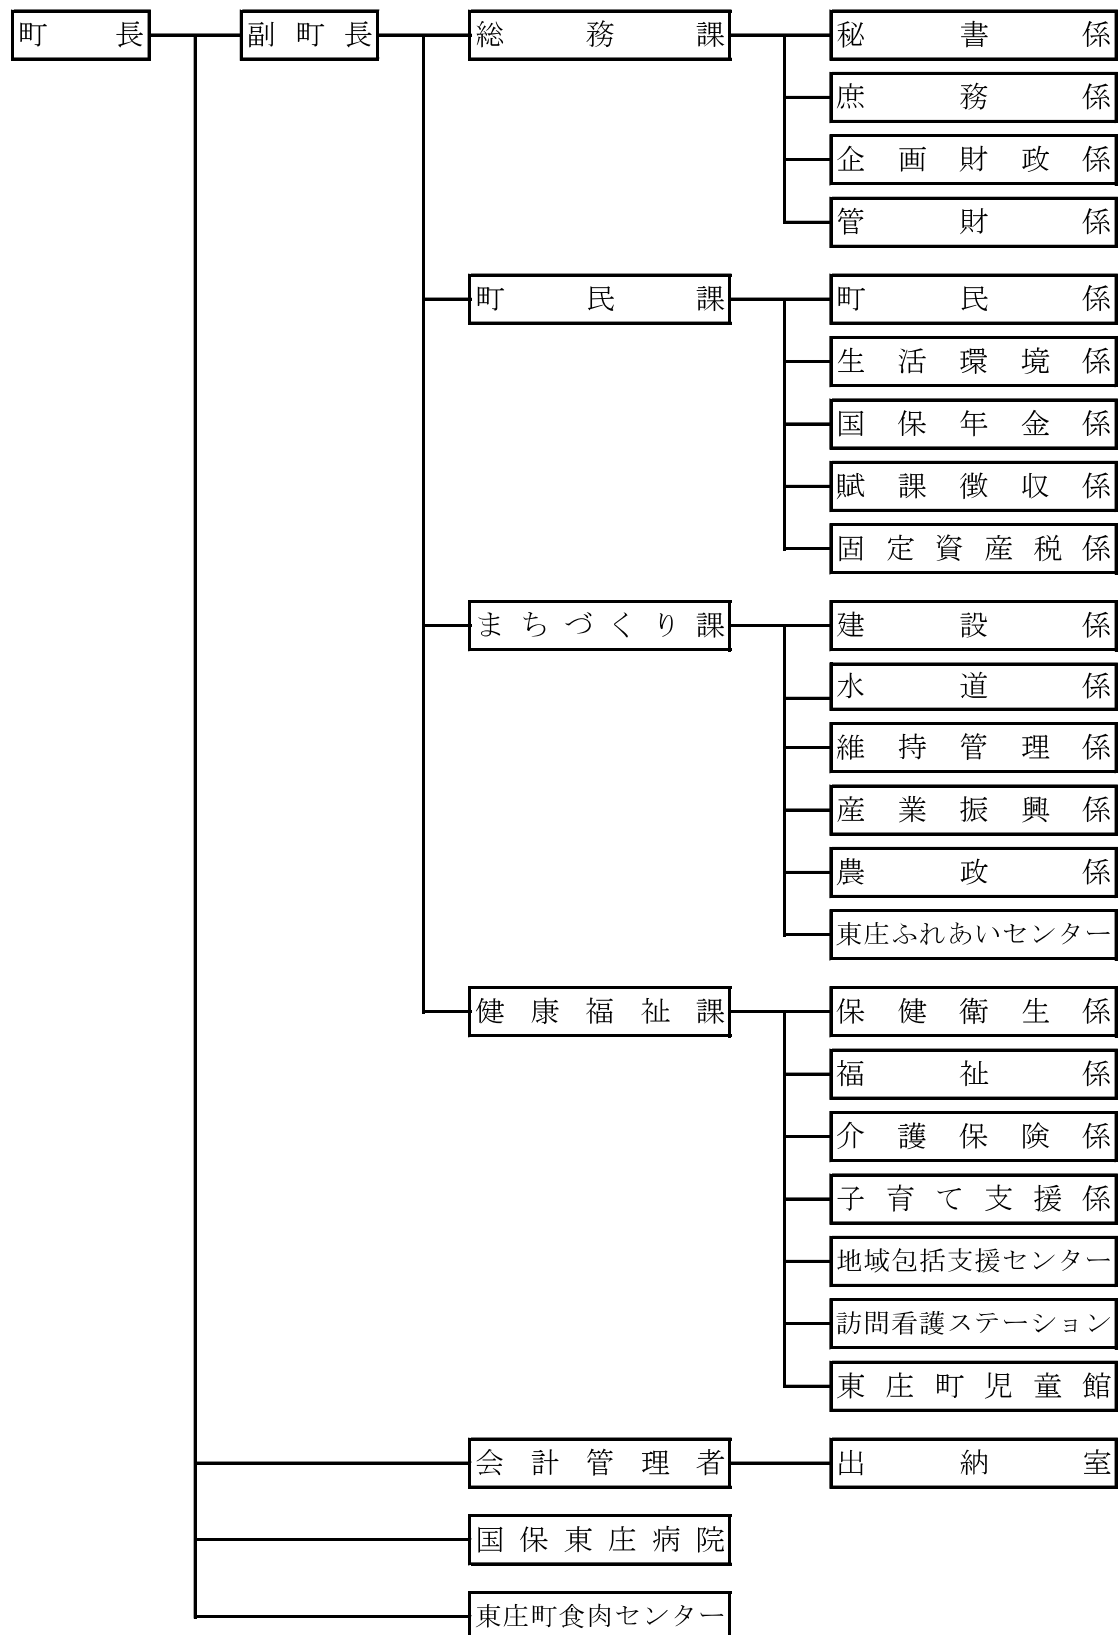 町長 副町長 総務課 秘書係
庶務係
企画財政係
管財係
町民課 町民係
生活環境係
国保年金係
賦課徴収係
固定資産税係
まちづくり課 建設係
水道係
維持管理係
産業振興係
農政係
東庄ふれあいセンター
健康福祉課 保健衛生係
福祉係
介護保険係
子育て支援係
地域包括支援センター
訪問看護ステーション
東庄町児童館
会計管理者 出納室
国保東庄病院
東庄町食肉センター